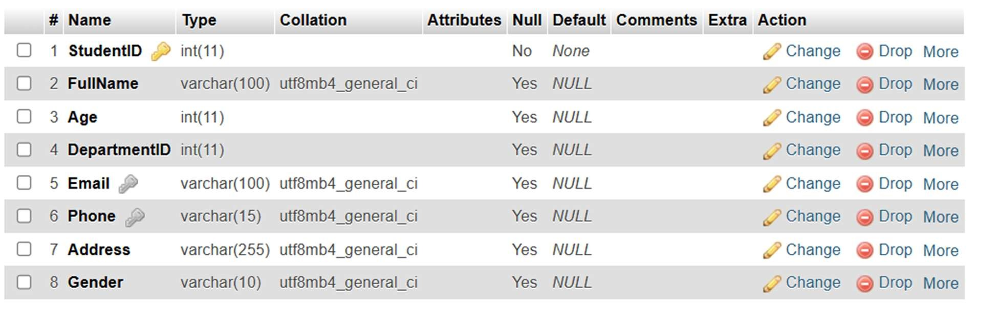 # Name Type Collation Attributes Null Default Comments Extra Action
1 StudentID int(11) No None Change Drop More
2 FullName varchar(100) utf8mb4_general_ci Yes NULL Change Drop More
3 Age int(11) Yes NULL Change Drop More
4 DepartmentID int(11) Yes NULL Change Drop More
5 Email varchar(100) utf8mb4_general_ci Yes NULL Change Drop More
6 Phone varchar(15) utf8mb4_general_ci Yes NULL Change Drop More
7 Address varchar(255) utf8mb4_general_ci Yes NULL Change Drop More
8 Gender varchar(10) utf8mb4_general_ci Yes NULL Change Drop More